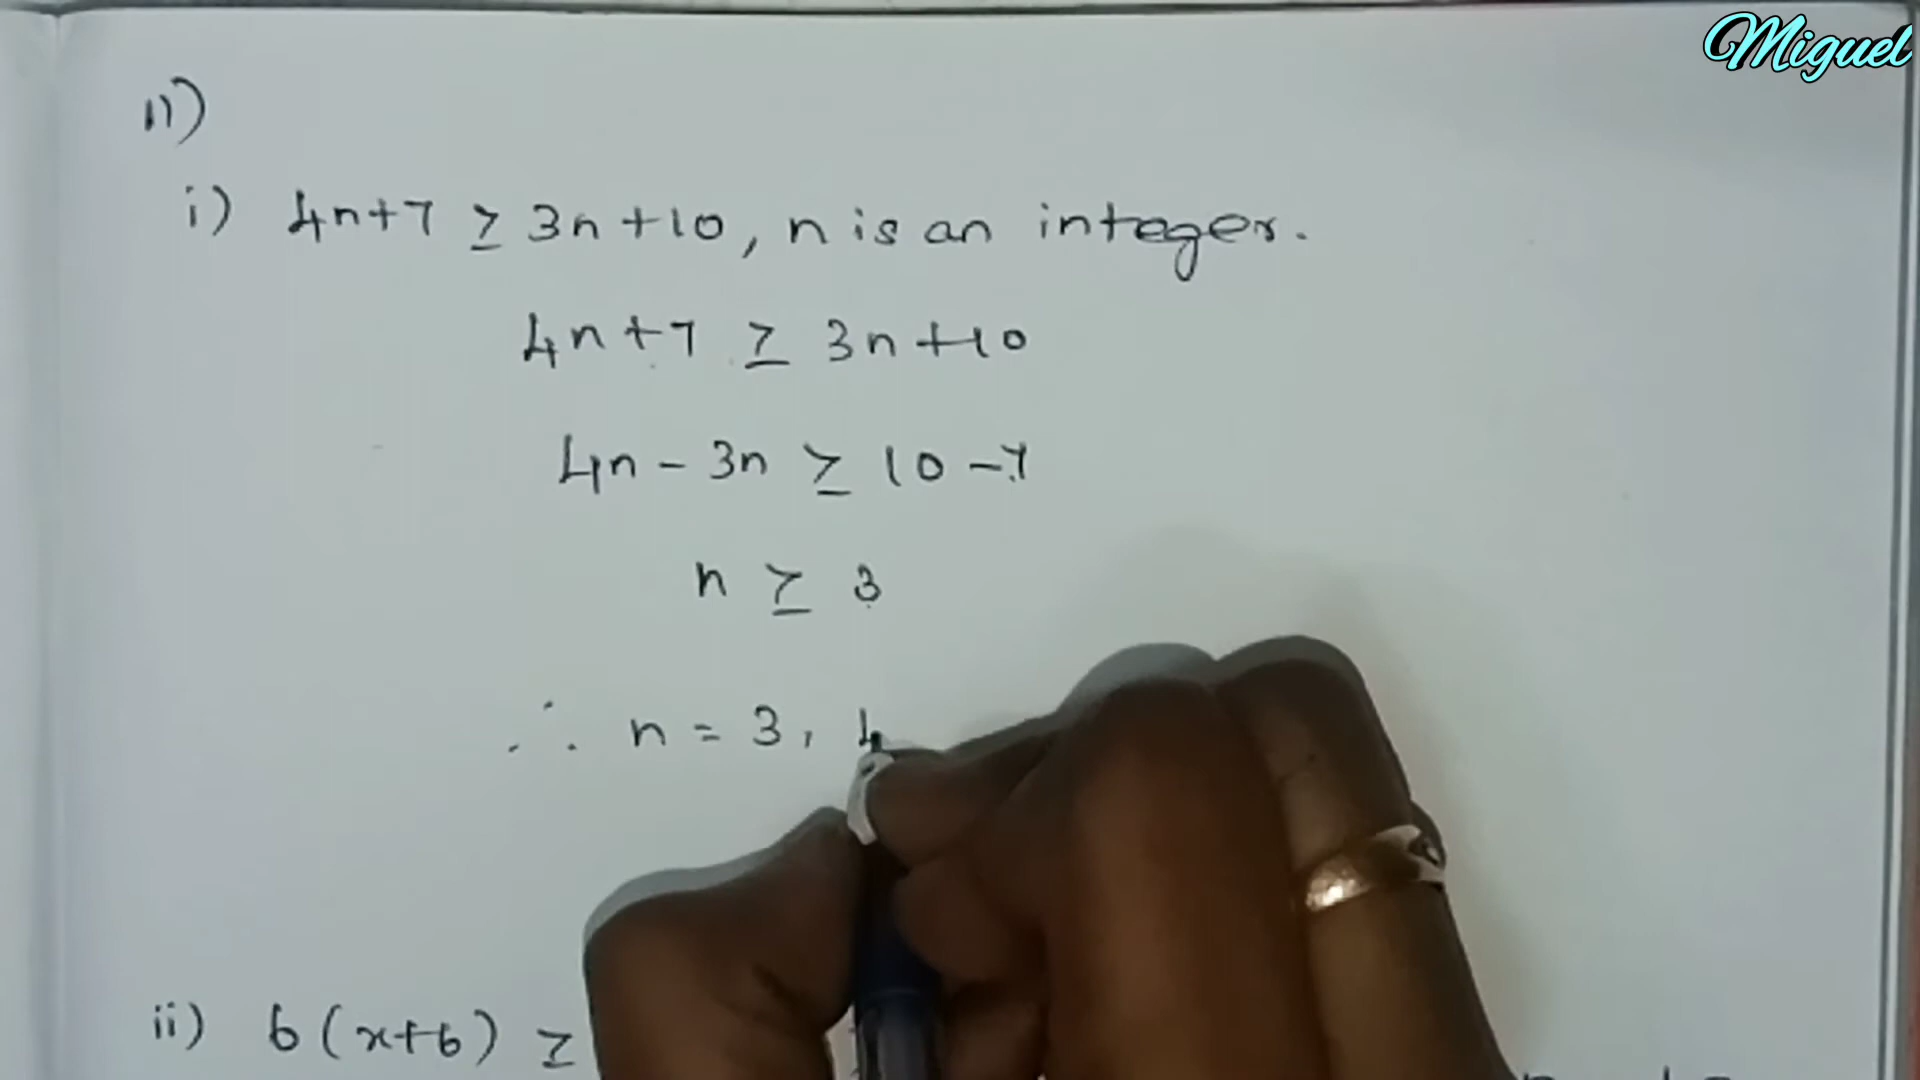 Miguel
11)
i) 4n+7 ≥ 3n+10, n is an integer.
4n+7 ≥ 3n+10
4n - 3n ≥ 10 -7
n ≥ 3
∴ n = 3, 4
ii) 6(x+6) ≥